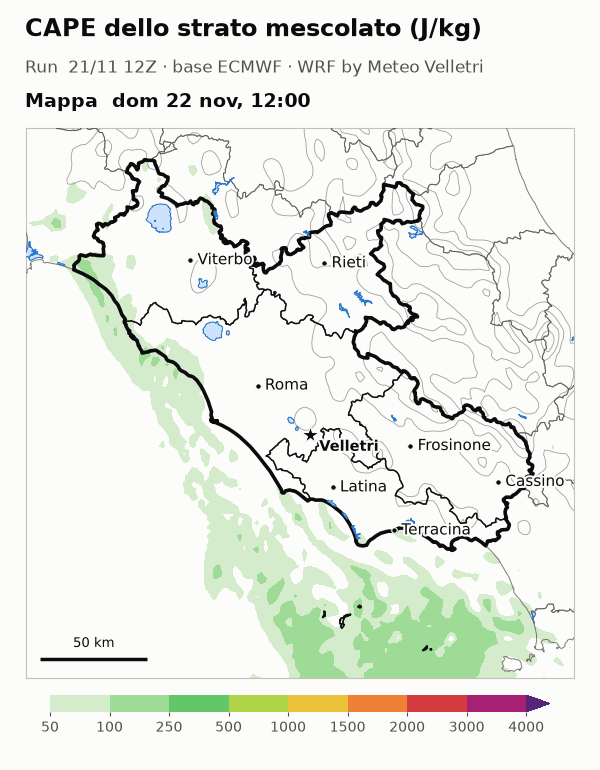 CAPE dello strato mescolato (J/kg)
Run  21/11 12Z · base ECMWF · WRF by Meteo Velletri
Mappa  dom 22 nov, 12:00
Viterbo
Rieti
Roma
Velletri
Frosinone
Latina
Cassino
Terracina
50 km
50 100 250 500 1000 1500 2000 3000 4000